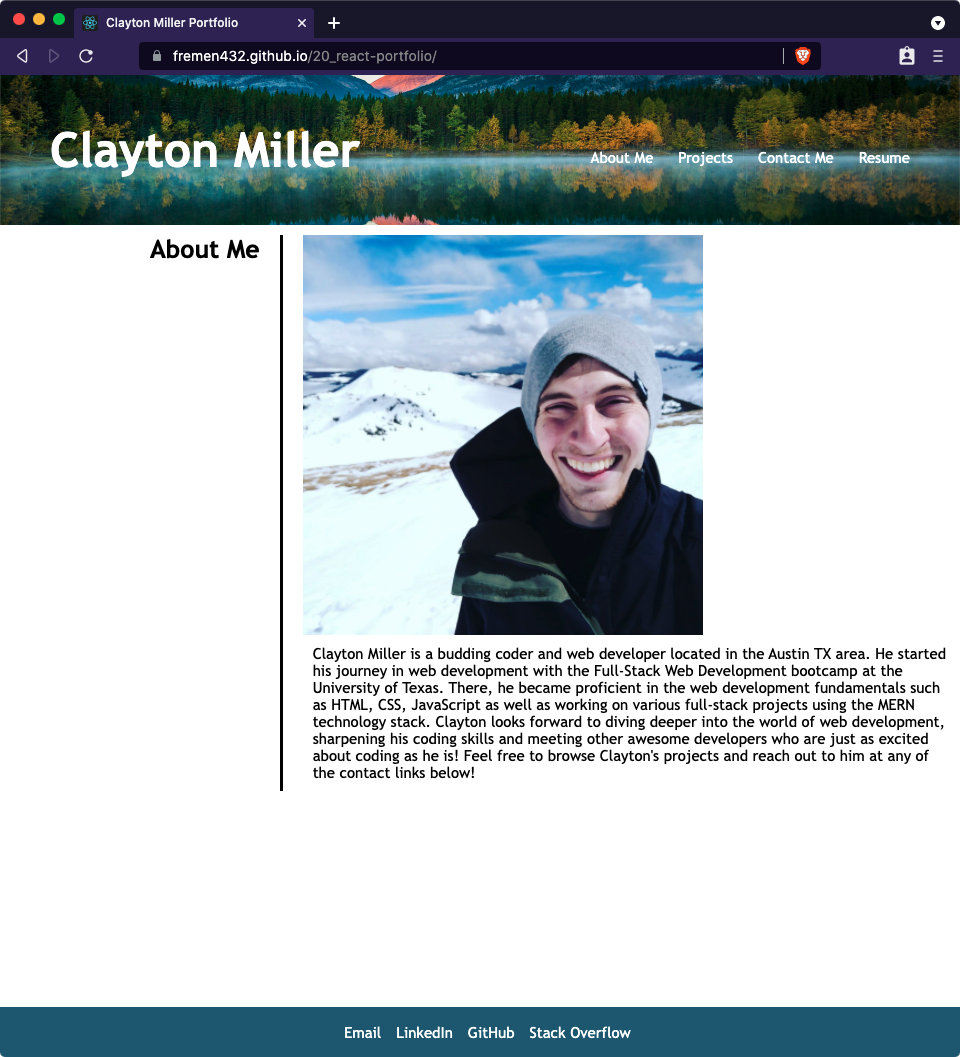 Clayton Miller Portfolio
fremen432.github.io/20_react-portfolio/
Clayton Miller
About Me Projects Contact Me Resume
About Me
Clayton Miller is a budding coder and web developer located in the Austin TX area. He started
his journey in web development with the Full-Stack Web Development bootcamp at the
University of Texas. There, he became proficient in the web development fundamentals such
as HTML, CSS, JavaScript as well as working on various full-stack projects using the MERN
technology stack. Clayton looks forward to diving deeper into the world of web development,
sharpening his coding skills and meeting other awesome developers who are just as excited
about coding as he is! Feel free to browse Clayton's projects and reach out to him at any of
the contact links below!
Email LinkedIn GitHub Stack Overflow